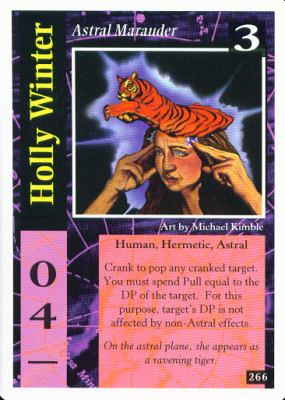 Holly Winter
Astral Marauder
3
Art by Michael Kimble
0
4
—
Human, Hermetic, Astral
Crank to pop any cranked target.
You must spend Pull equal to the
DP of the target. For this
purpose, target's DP is not
affected by non-Astral effects.
On the astral plane, she appears as
a ravening tiger.
266